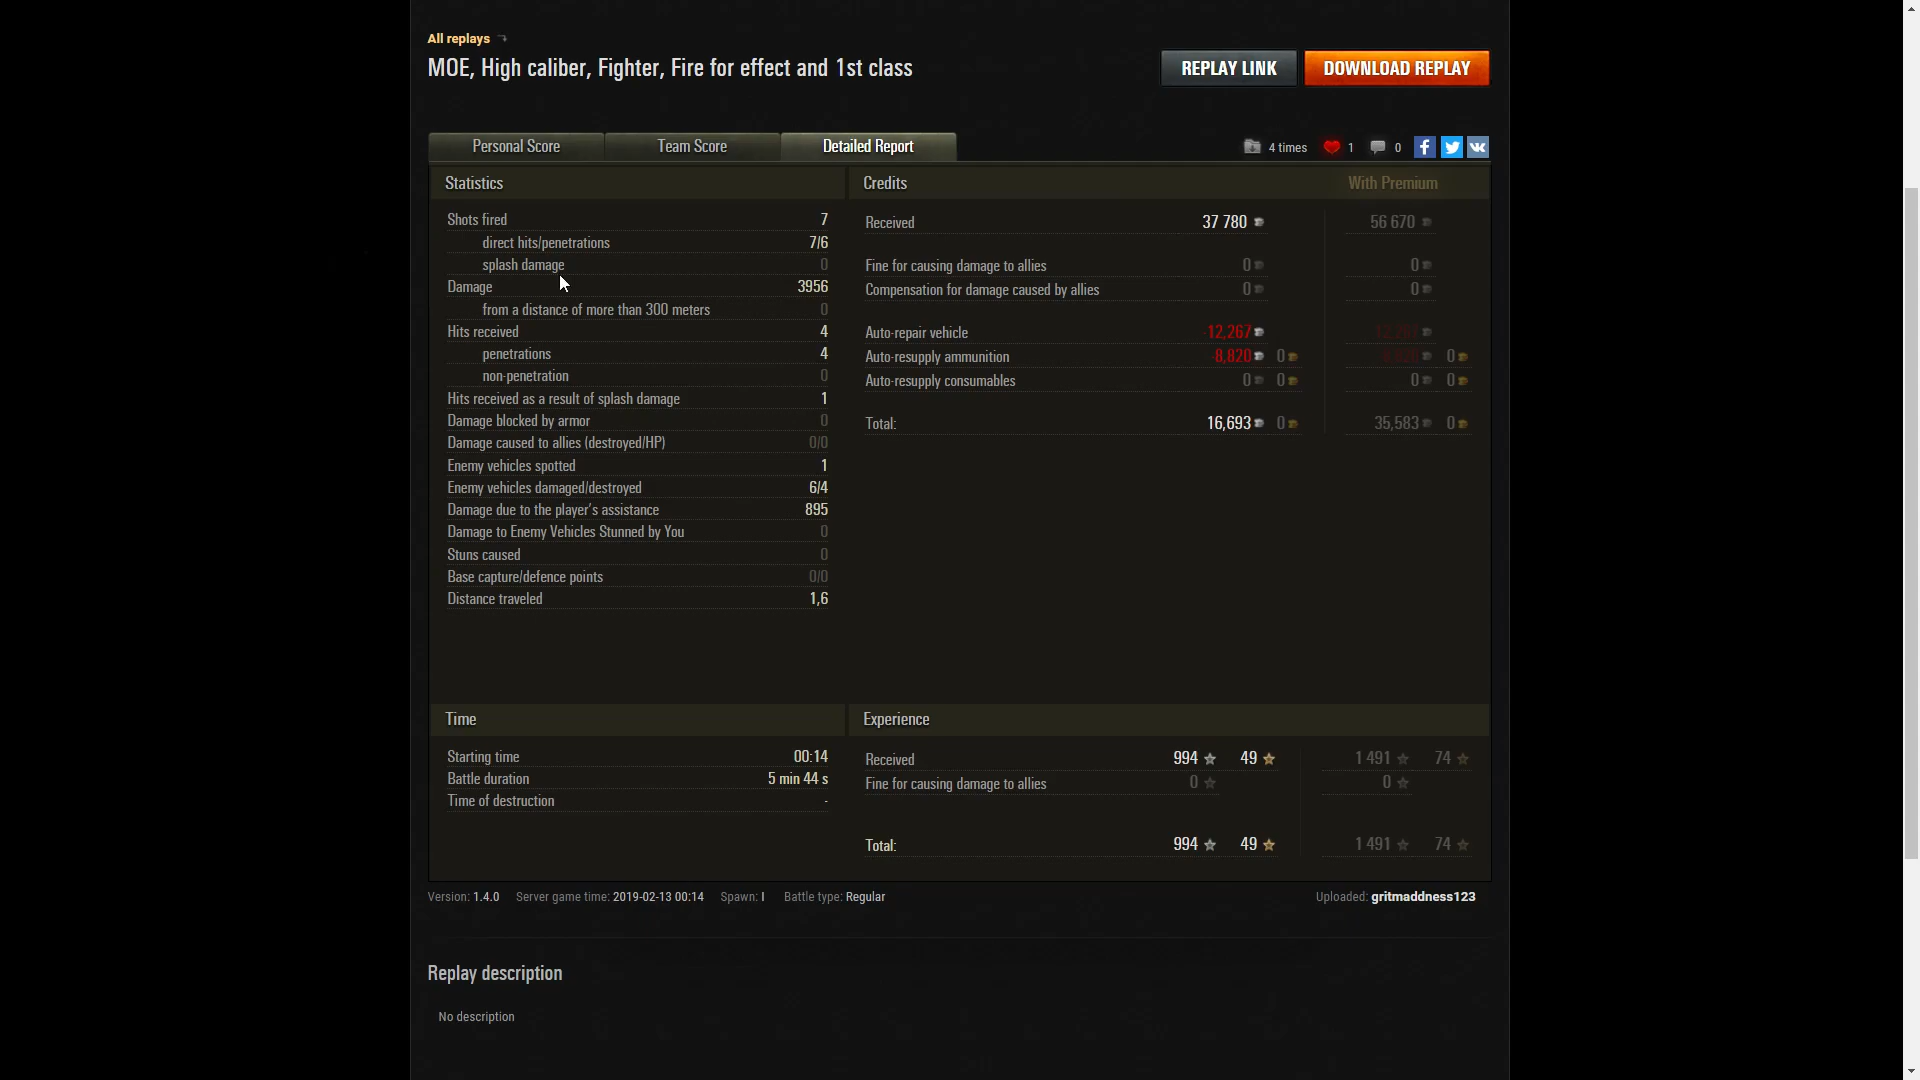 All replays
MOE, High caliber, Fighter, Fire for effect and 1st class
REPLAY LINK
DOWNLOAD REPLAY
Personal Score
Team Score
Detailed Report
4 times
1
0
Statistics
Shots fired 7
direct hits/penetrations 7/6
splash damage 0
Damage 3956
from a distance of more than 300 meters 0
Hits received 4
penetrations 4
non-penetration 0
Hits received as a result of splash damage 1
Damage blocked by armor 0
Damage caused to allies (destroyed/HP) 0/0
Enemy vehicles spotted 1
Enemy vehicles damaged/destroyed 6/4
Damage due to the player's assistance 895
Damage to Enemy Vehicles Stunned by You 0
Stuns caused 0
Base capture/defence points 0/0
Distance traveled 1,6
Credits With Premium
Received 37 780 56 670
Fine for causing damage to allies 0 0
Compensation for damage caused by allies 0 0
Auto-repair vehicle -12,267 -12,267
Auto-resupply ammunition -8,820 0 -8,820 0
Auto-resupply consumables 0 0 0 0
Total: 16,693 0 35,583 0
Time
Starting time 00:14
Battle duration 5 min 44 s
Time of destruction -
Experience
Received 994 49 1 491 74
Fine for causing damage to allies 0 0
Total: 994 49 1 491 74
Version: 1.4.0 Server game time: 2019-02-13 00:14 Spawn: I Battle type: Regular
Uploaded: gritmaddness123
Replay description
No description